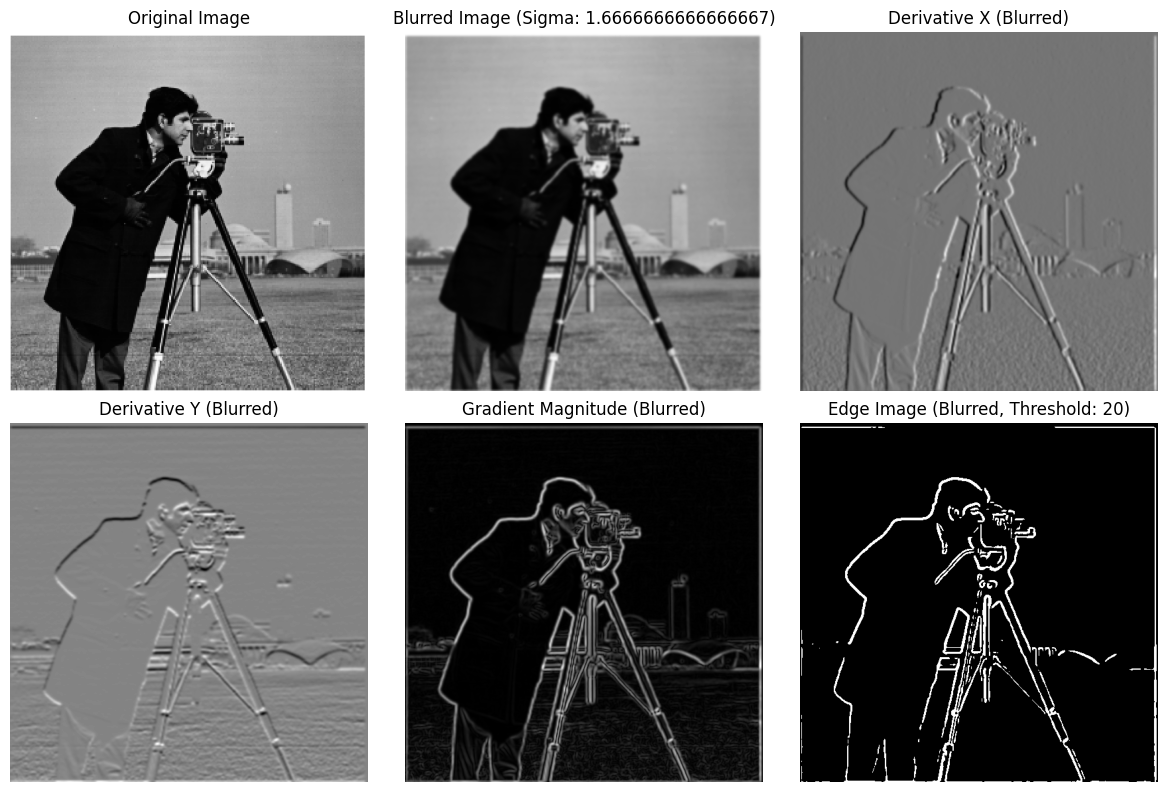 Original Image
Blurred Image (Sigma: 1.6666666666666667)
Derivative X (Blurred)
Derivative Y (Blurred)
Gradient Magnitude (Blurred)
Edge Image (Blurred, Threshold: 20)